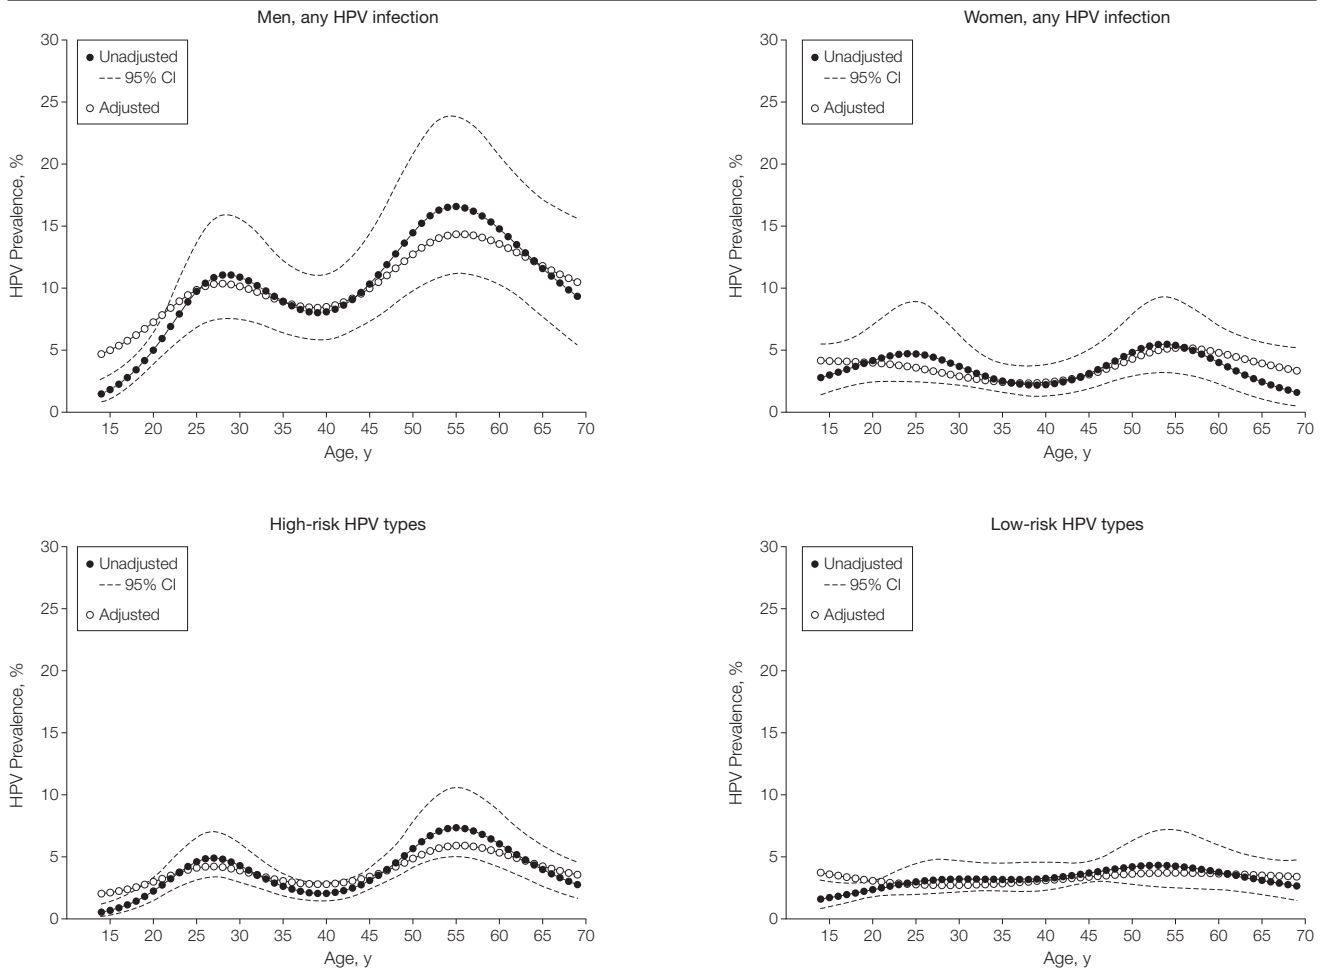 Men, any HPV infection
30
25
20
15
10
5
0
HPV Prevalence, %
Unadjusted
95% CI
Adjusted
15 20 25 30 35 40 45 50 55 60 65 70
Age, y
Women, any HPV infection
30
25
20
15
10
5
0
HPV Prevalence, %
Unadjusted
95% CI
Adjusted
15 20 25 30 35 40 45 50 55 60 65 70
Age, y
High-risk HPV types
30
25
20
15
10
5
0
HPV Prevalence, %
Unadjusted
95% CI
Adjusted
15 20 25 30 35 40 45 50 55 60 65 70
Age, y
Low-risk HPV types
30
25
20
15
10
5
0
HPV Prevalence, %
Unadjusted
95% CI
Adjusted
15 20 25 30 35 40 45 50 55 60 65 70
Age, y